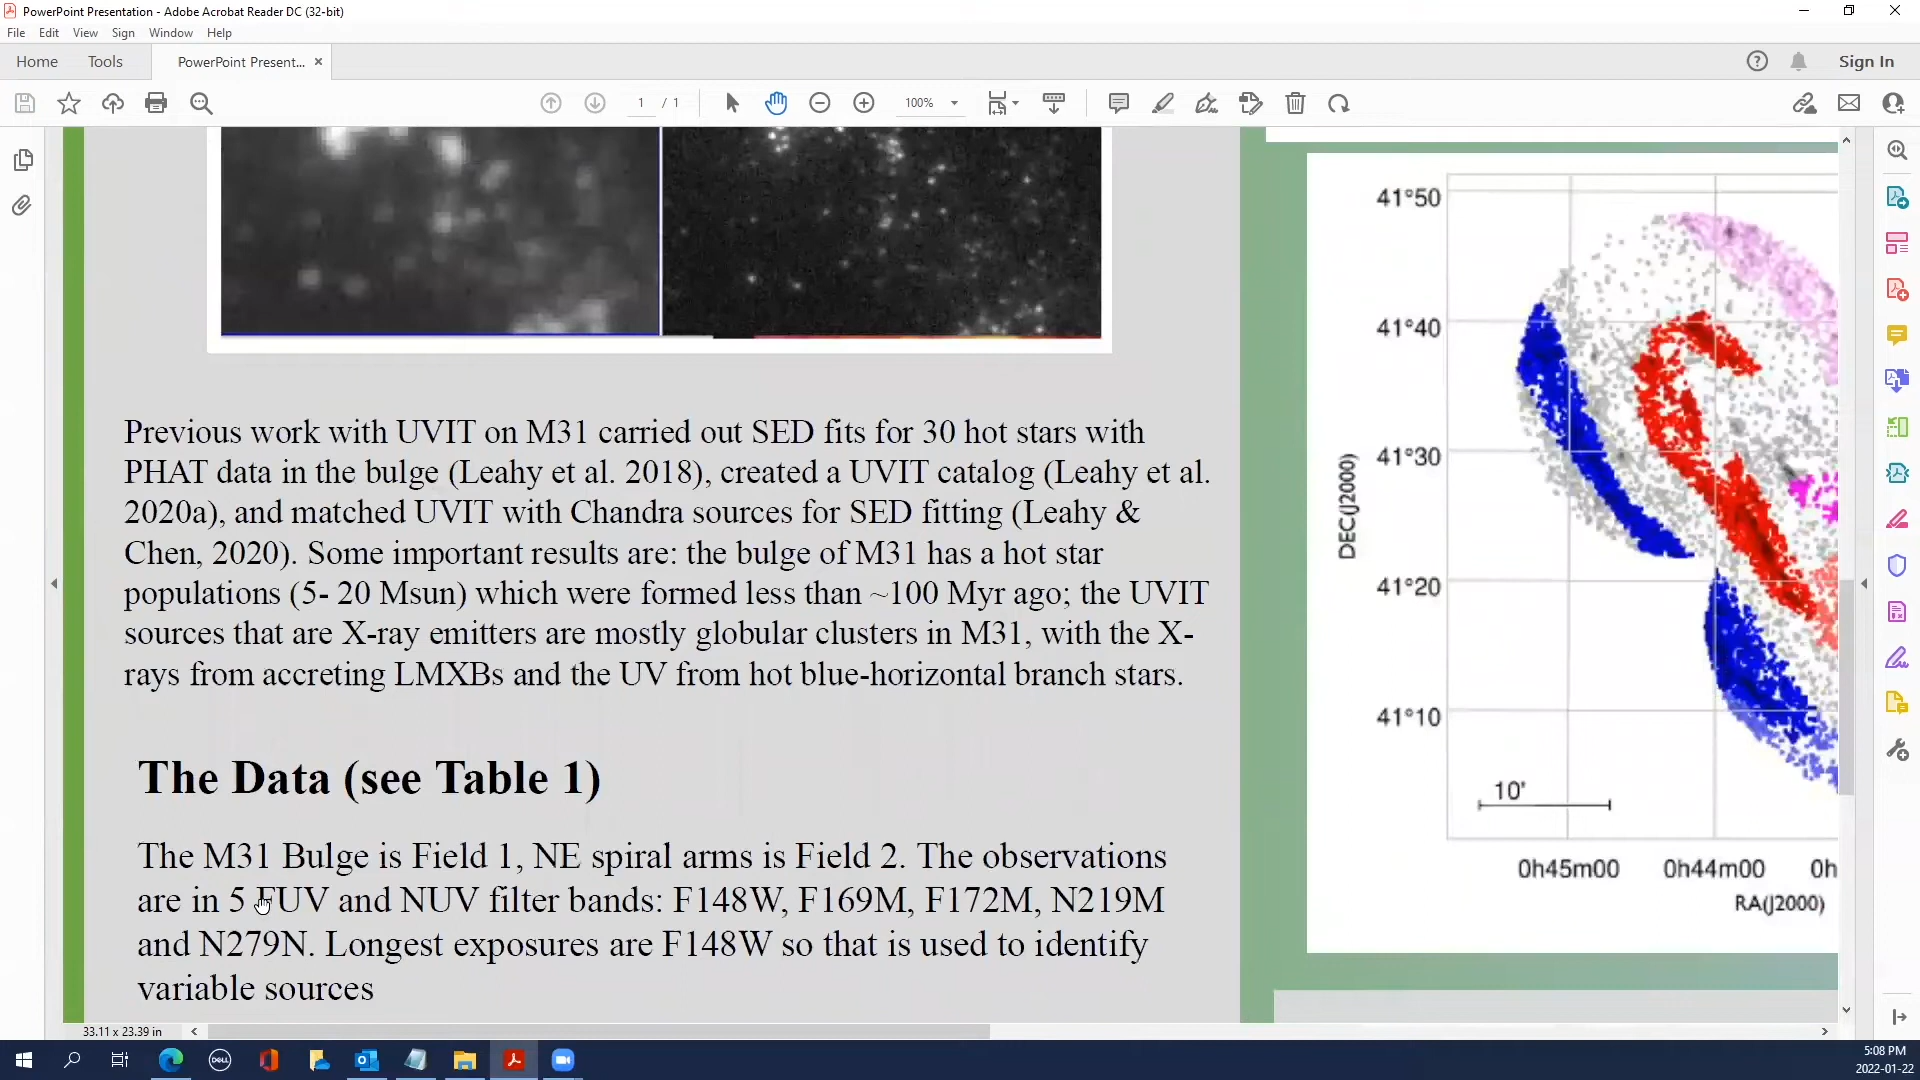 PowerPoint Presentation - Adobe Acrobat Reader DC (32-bit)
File Edit View Sign Window Help
Home Tools PowerPoint Present... × Sign In
1 / 1 100%
Previous work with UVIT on M31 carried out SED fits for 30 hot stars with
PHAT data in the bulge (Leahy et al. 2018), created a UVIT catalog (Leahy et al.
2020a), and matched UVIT with Chandra sources for SED fitting (Leahy &
Chen, 2020). Some important results are: the bulge of M31 has a hot star
populations (5- 20 Msun) which were formed less than ~100 Myr ago; the UVIT
sources that are X-ray emitters are mostly globular clusters in M31, with the X-
rays from accreting LMXBs and the UV from hot blue-horizontal branch stars.
The Data (see Table 1)
The M31 Bulge is Field 1, NE spiral arms is Field 2. The observations
are in 5 FUV and NUV filter bands: F148W, F169M, F172M, N219M
and N279N. Longest exposures are F148W so that is used to identify
variable sources
41°50
41°40
41°30
41°20
41°10
DEC(J2000)
10'
0h45m00 0h44m00 0h
RA(J2000)
33.11 x 23.39 in
DELL
5:08 PM
2022-01-22